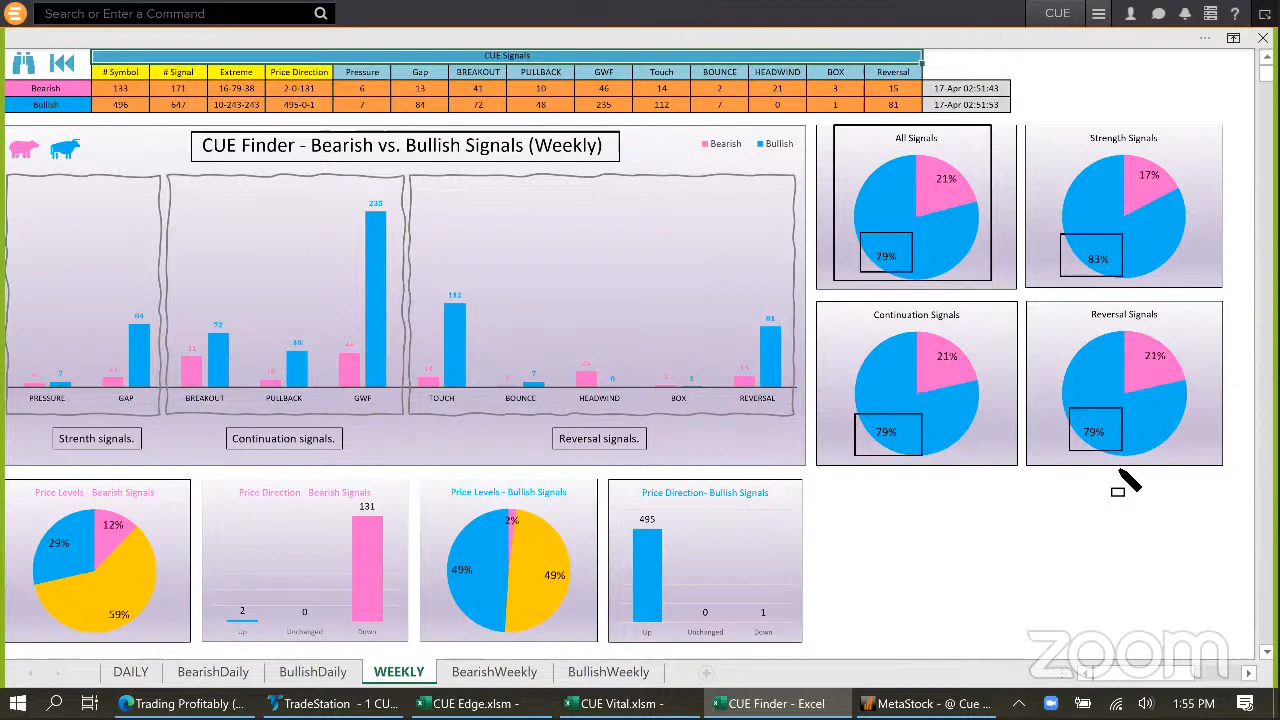 Search or Enter a Command
CUE
CUE Signals
# Symbol # Signal Extreme Price Direction Pressure Gap BREAKOUT PULLBACK GWF Touch BOUNCE HEADWIND BOX Reversal
Bearish 133 171 16-79-38 2-0-131 6 13 41 10 46 14 2 21 3 15 17-Apr 02:51:43
Bullish 496 647 10-243-243 495-0-1 7 84 72 48 235 112 7 0 1 81 17-Apr 02:51:53
CUE Finder - Bearish vs. Bullish Signals (Weekly)
Bearish Bullish
235
112
84
72
48
81
41
7
7
0
1
PRESSURE GAP BREAKOUT PULLBACK GWF TOUCH BOUNCE HEADWIND BOX REVERSAL
Strenth signals. Continuation signals. Reversal signals.
All Signals
21%
79%
Strength Signals
17%
83%
Continuation Signals
21%
79%
Reversal Signals
21%
79%
Price Levels - Bearish Signals
12%
29%
59%
Price Direction - Bearish Signals
131
2 0
Up Unchanged Down
Price Levels - Bullish Signals
2%
49% 49%
Price Direction- Bullish Signals
495
0 1
Up Unchanged Down
zoom
DAILY BearishDaily BullishDaily WEEKLY BearishWeekly BullishWeekly
Trading Profitably (... TradeStation - 1 CU... CUE Edge.xlsm - CUE Vital.xlsm - CUE Finder - Excel MetaStock - @ Cue ... 1:55 PM